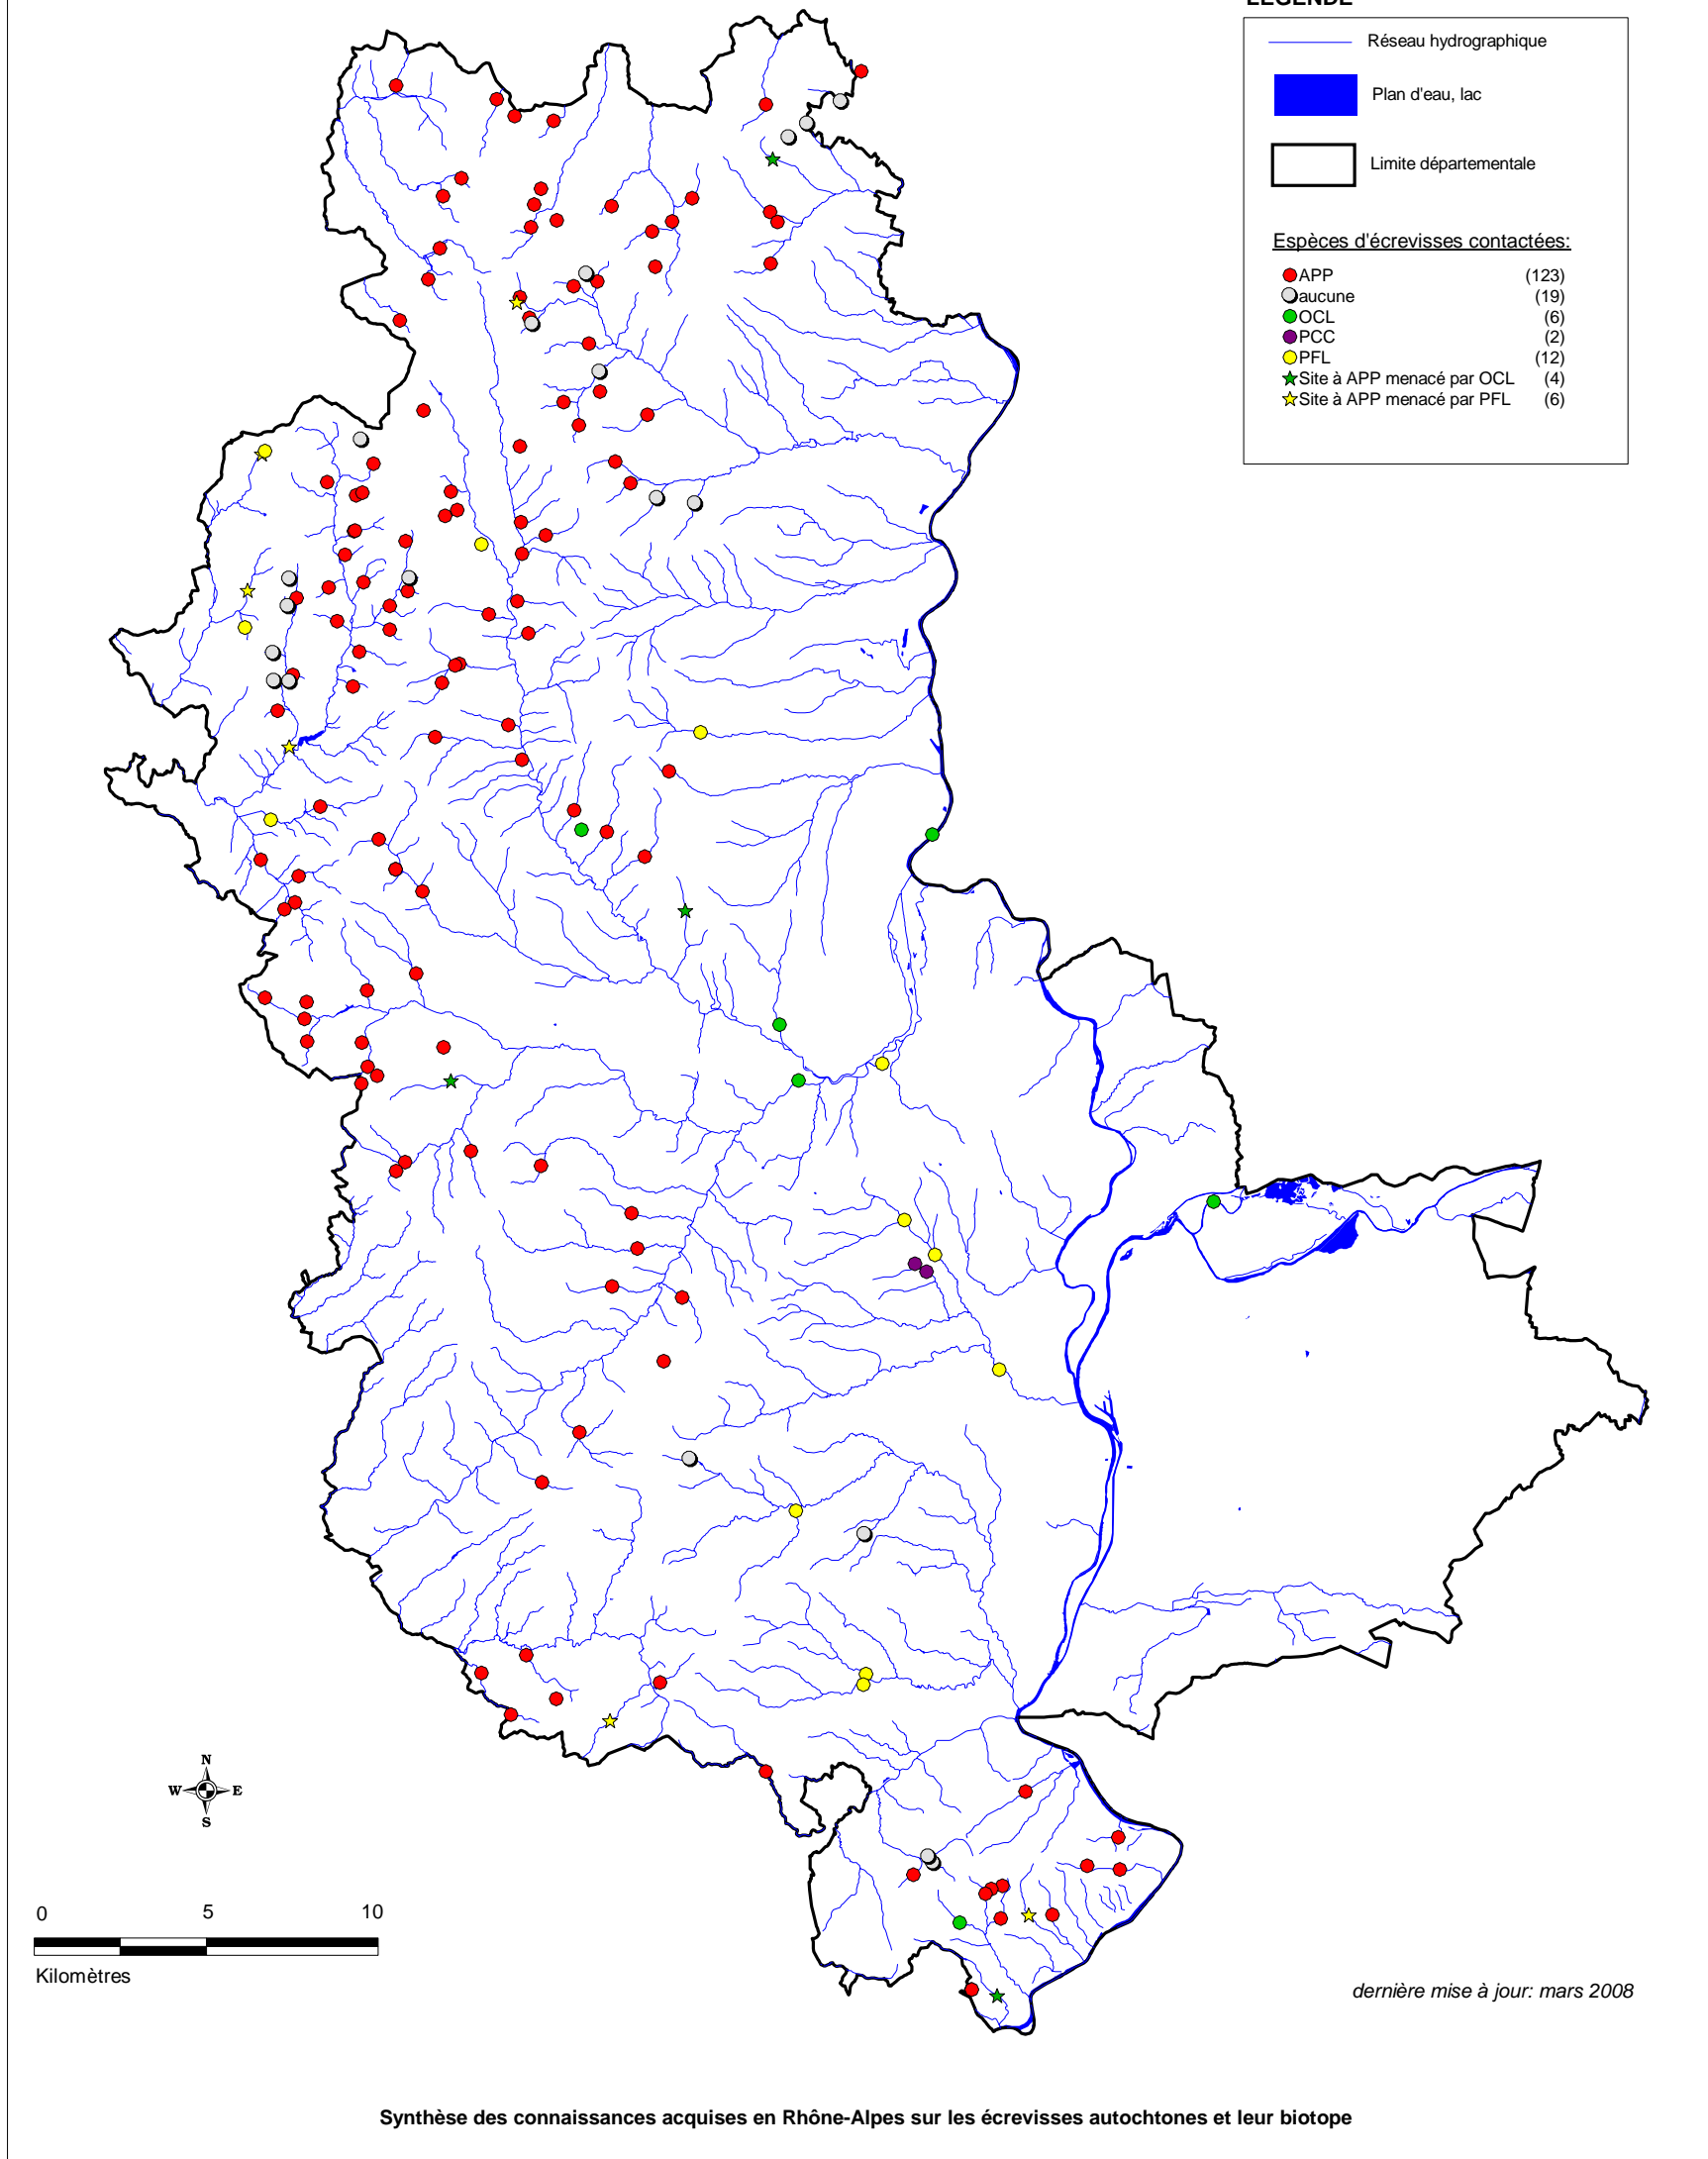 LEGENDE
Réseau hydrographique
Plan d'eau, lac
Limite départementale
Espèces d'écrevisses contactées:
APP (123)
aucune (19)
OCL (6)
PCC (2)
PFL (12)
Site à APP menacé par OCL (4)
Site à APP menacé par PFL (6)
N
W E
S
0 5 10
Kilomètres
dernière mise à jour: mars 2008
Synthèse des connaissances acquises en Rhône-Alpes sur les écrevisses autochtones et leur biotope